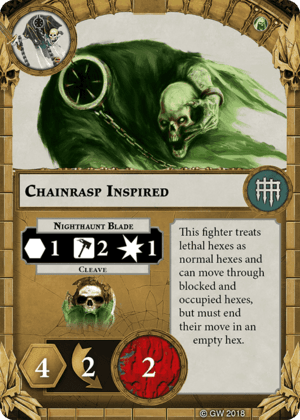 CHAINRASP INSPIRED
NIGHTHAUNT BLADE
1 2 1
CLEAVE
This fighter treats
lethal hexes as
normal hexes and
can move through
blocked and
occupied hexes,
but must end
their move in an
empty hex.
4 2 2
© GW 2018